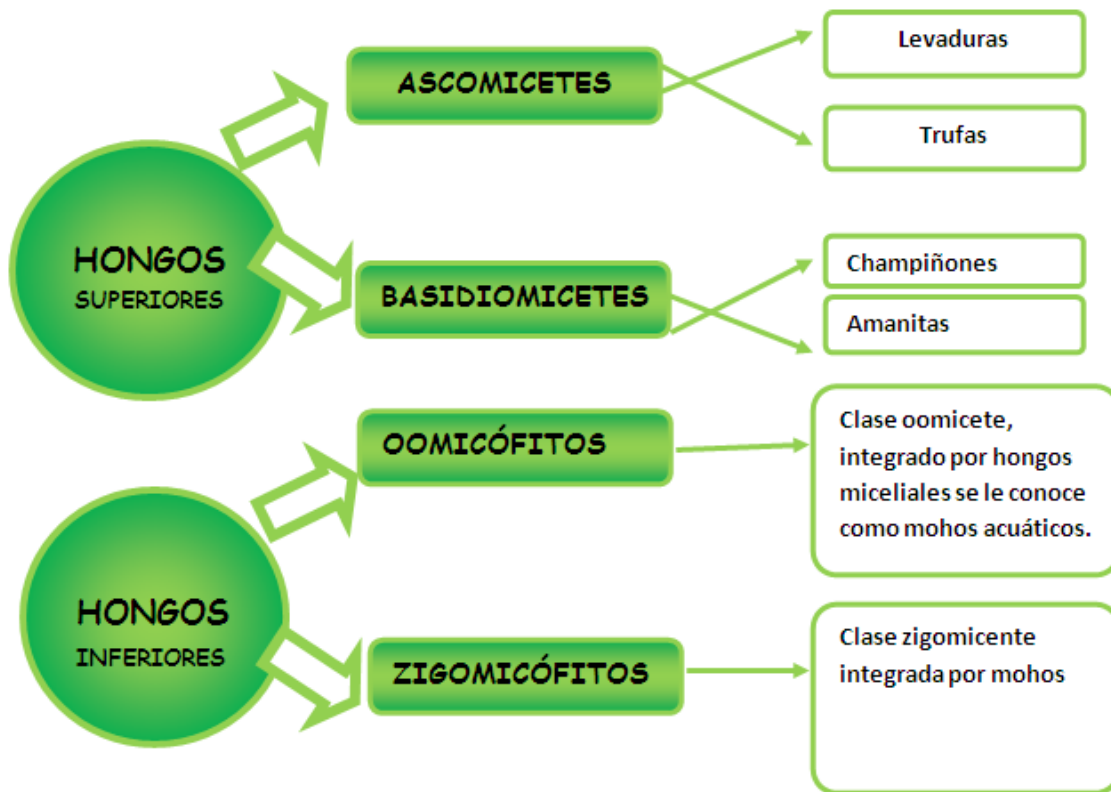 ASCOMICETES
Levaduras
Trufas
HONGOS
SUPERIORES
BASIDIOMICETES
Champiñones
Amanitas
OOMICÓFITOS
Clase oomicete,
integrado por hongos
miceliales se le conoce
como mohos acuáticos.
HONGOS
INFERIORES
ZIGOMICÓFITOS
Clase zigomicente
integrada por mohos